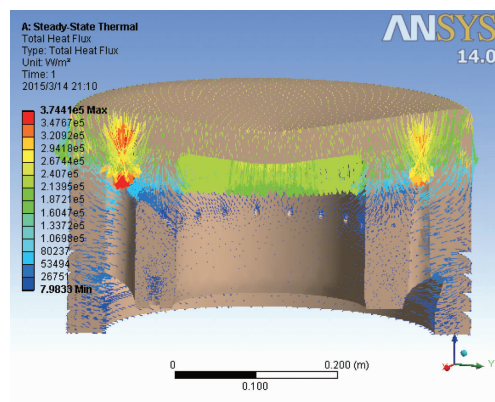 A: Steady-State Thermal
Total Heat Flux
Type: Total Heat Flux
Unit: W/m²
Time: 1
2015/3/14 21:10
ANSYS
14.0
3.7441e5 Max
3.4767e5
3.2092e5
2.9418e5
2.6744e5
2.407e5
2.1395e5
1.8721e5
1.6047e5
1.3372e5
1.0698e5
80237
53494
26751
7.9833 Min
0
0.200 (m)
0.100
Y